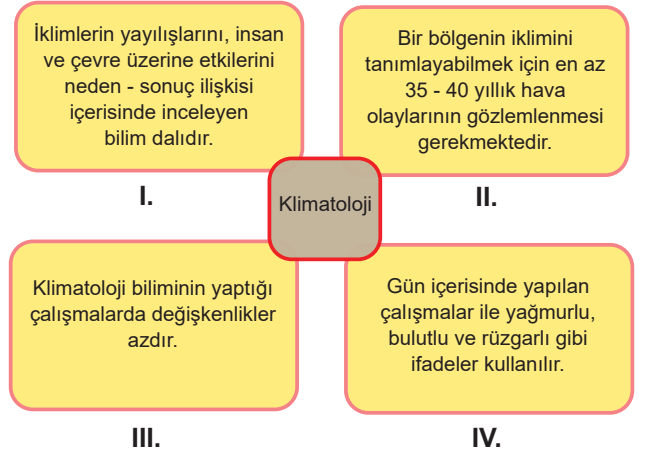 İklimlerin yayılışlarını, insan
ve çevre üzerine etkilerini
neden - sonuç ilişkisi
içerisinde inceleyen
bilim dalıdır.
I.
Bir bölgenin iklimini
tanımlayabilmek için en az
35 - 40 yıllık hava
olaylarının gözlemlenmesi
gerekmektedir.
II.
Klimatoloji
Klimatoloji biliminin yaptığı
çalışmalarda değişkenlikler
azdır.
III.
Gün içerisinde yapılan
çalışmalar ile yağmurlu,
bulutlu ve rüzgarlı gibi
ifadeler kullanılır.
IV.